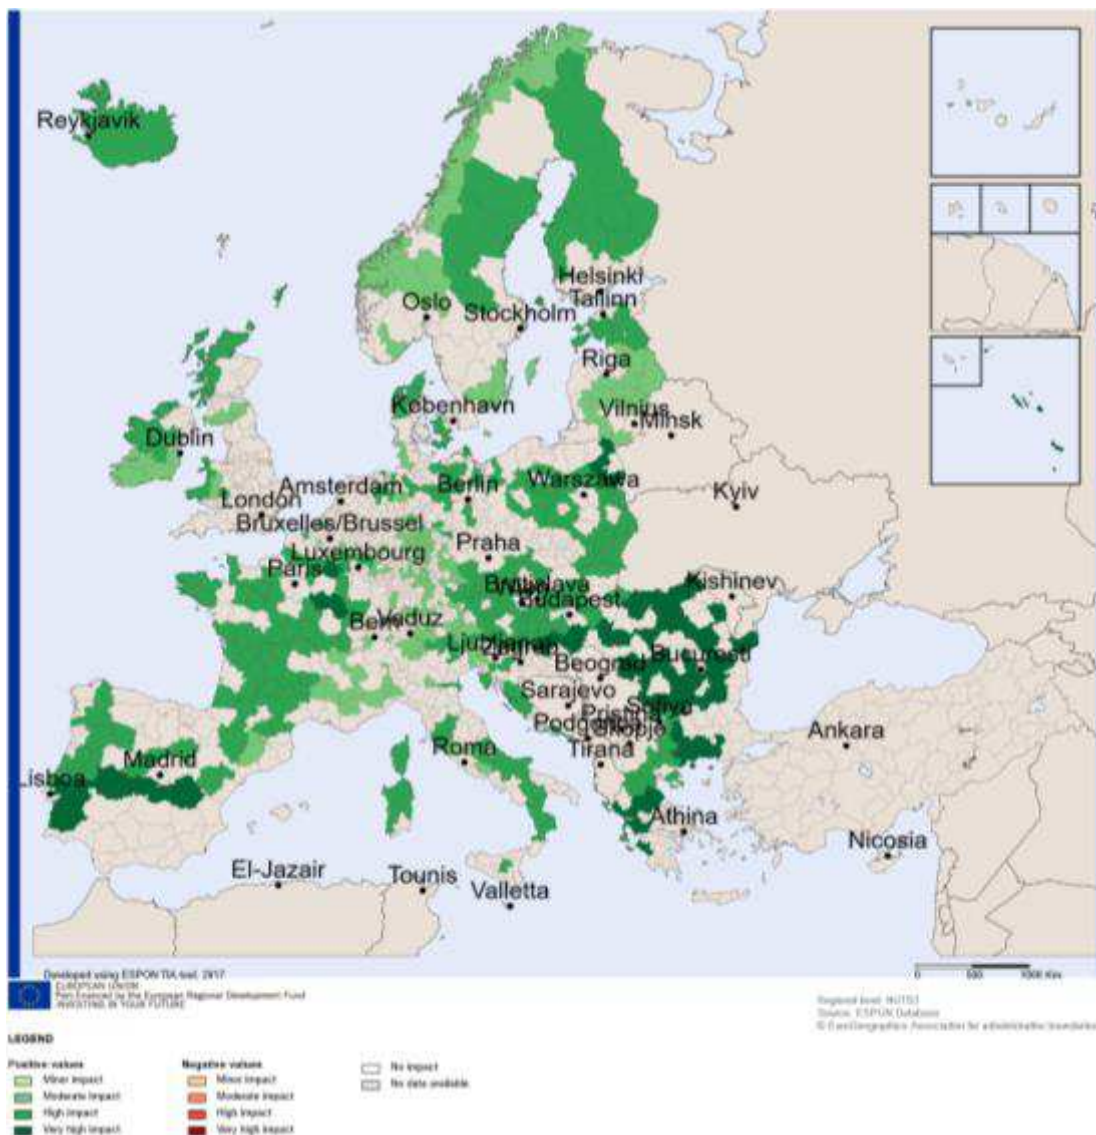 Reykjavik
Helsinki
Tallinn
Oslo
Stockholm
Riga
København
Vilnius
Minsk
Dublin
Amsterdam
Berlin
Warszawa
London
Kyiv
Bruxelles/Brussel
Luxembourg
Praha
Paris
Kishinev
Bratislava
Budapest
Bern
Vaduz
Ljubljana
Zagreb
Beograd
Bucuresti
Sarajevo
Sofiya
Podgorica
Skopje
Madrid
Roma
Tirana
Ankara
Lisboa
Athina
Nicosia
El-Jazair
Tounis
Valletta
Developed using ESPON TIA tool, 2017
EUROPEAN UNION
Part-financed by the European Regional Development Fund
INVESTING IN YOUR FUTURE
0 500 1000 Km
Regional level: NUTS3
Source: ESPON Database
© EuroGeographics Association for administrative boundaries
LEGEND
Positive values
Minor impact
Moderate impact
High impact
Very high impact
Negative values
Minor impact
Moderate impact
High impact
Very high impact
No impact
No data available